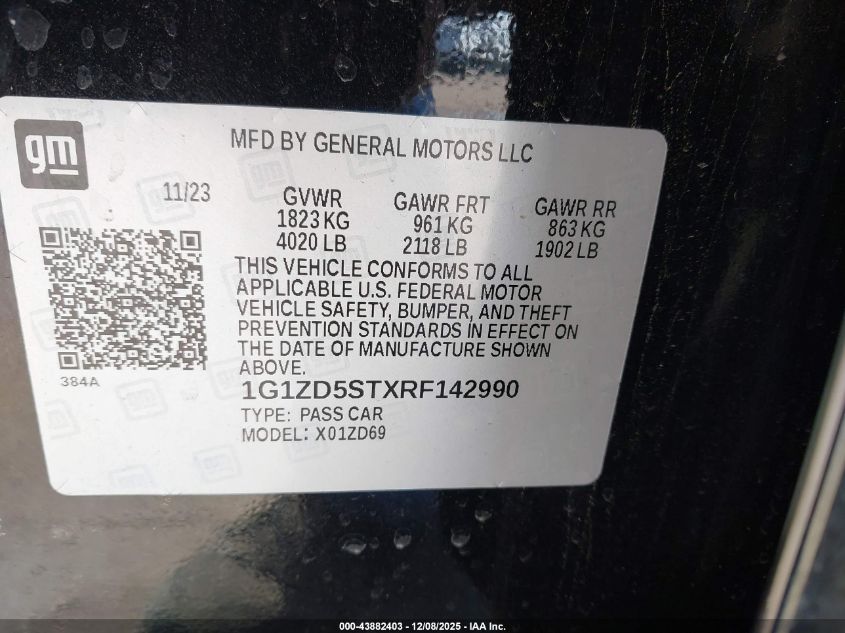 gm
MFD BY GENERAL MOTORS LLC
11/23
GVWR
1823 KG
4020 LB
GAWR FRT
961 KG
2118 LB
GAWR RR
863 KG
1902 LB
THIS VEHICLE CONFORMS TO ALL
APPLICABLE U.S. FEDERAL MOTOR
VEHICLE SAFETY, BUMPER, AND THEFT
PREVENTION STANDARDS IN EFFECT ON
THE DATE OF MANUFACTURE SHOWN
ABOVE.
384A
1G1ZD5STXRF142990
TYPE: PASS CAR
MODEL: X01ZD69
000-43882403 - 12/08/2025 - IAA Inc.